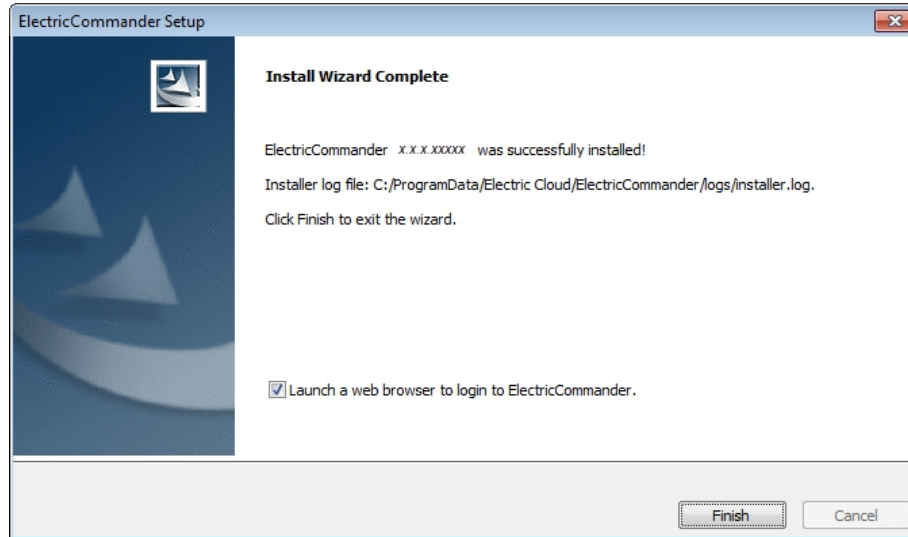 ElectricCommander Setup
Install Wizard Complete
ElectricCommander x.x.x.xxxxx was successfully installed!
Installer log file: C:/ProgramData/Electric Cloud/ElectricCommander/logs/installer.log.
Click Finish to exit the wizard.
Launch a web browser to login to ElectricCommander.
Finish Cancel